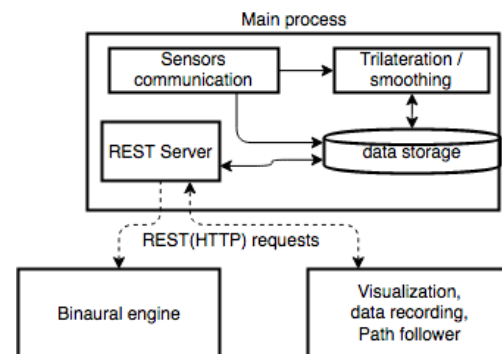 Main process
Sensors
communication
Trilateration /
smoothing
REST Server
data storage
REST(HTTP) requests
Binaural engine
Visualization,
data recording,
Path follower